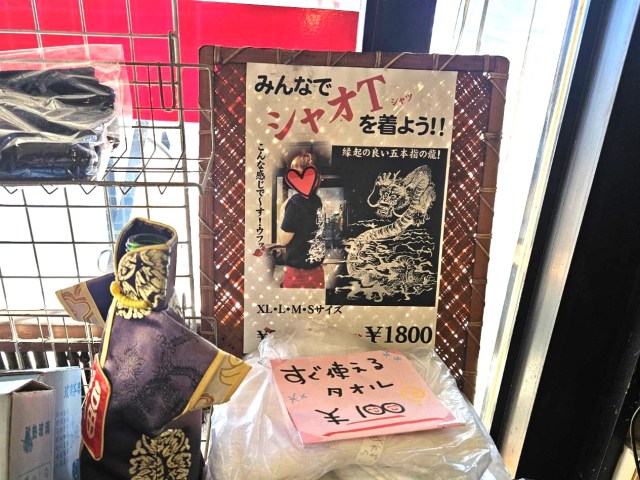 みんなで
シャオT
シャツ
を着よう!!
縁起の良い五本指の龍!
こんな感じで〜す!ウフッ
XL・L・M・Sサイズ
¥1800
すぐ使える
タオル
¥100